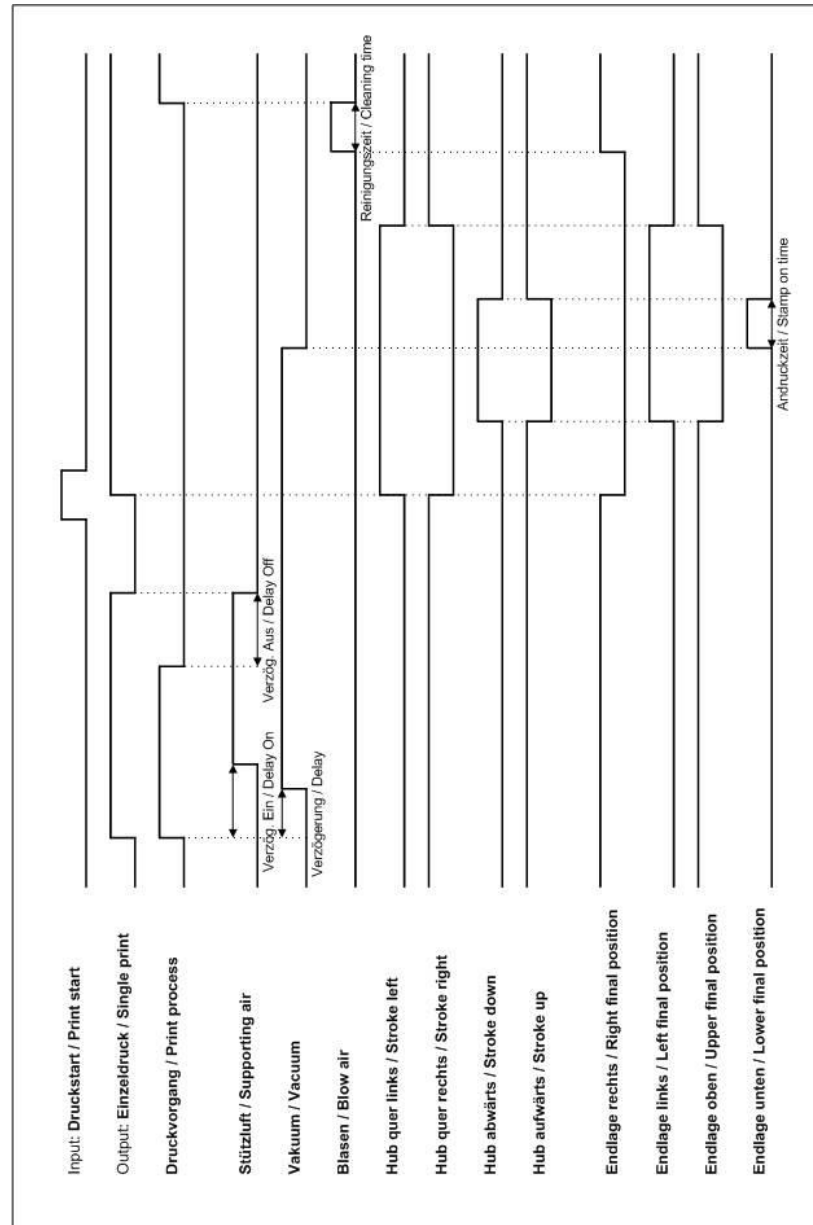 Input: Druckstart / Print start
Output: Einzeldruck / Single print
Druckvorgang / Print process
Stützluft / Supporting air
Verzög. Ein / Delay On
Verzög. Aus / Delay Off
Vakuum / Vacuum
Verzögerung / Delay
Blasen / Blow air
Reinigungszeit / Cleaning time
Hub quer links / Stroke left
Hub quer rechts / Stroke right
Hub abwärts / Stroke down
Hub aufwärts / Stroke up
Endlage rechts / Right final position
Endlage links / Left final position
Endlage oben / Upper final position
Endlage unten / Lower final position
Andruckzeit / Stamp on time